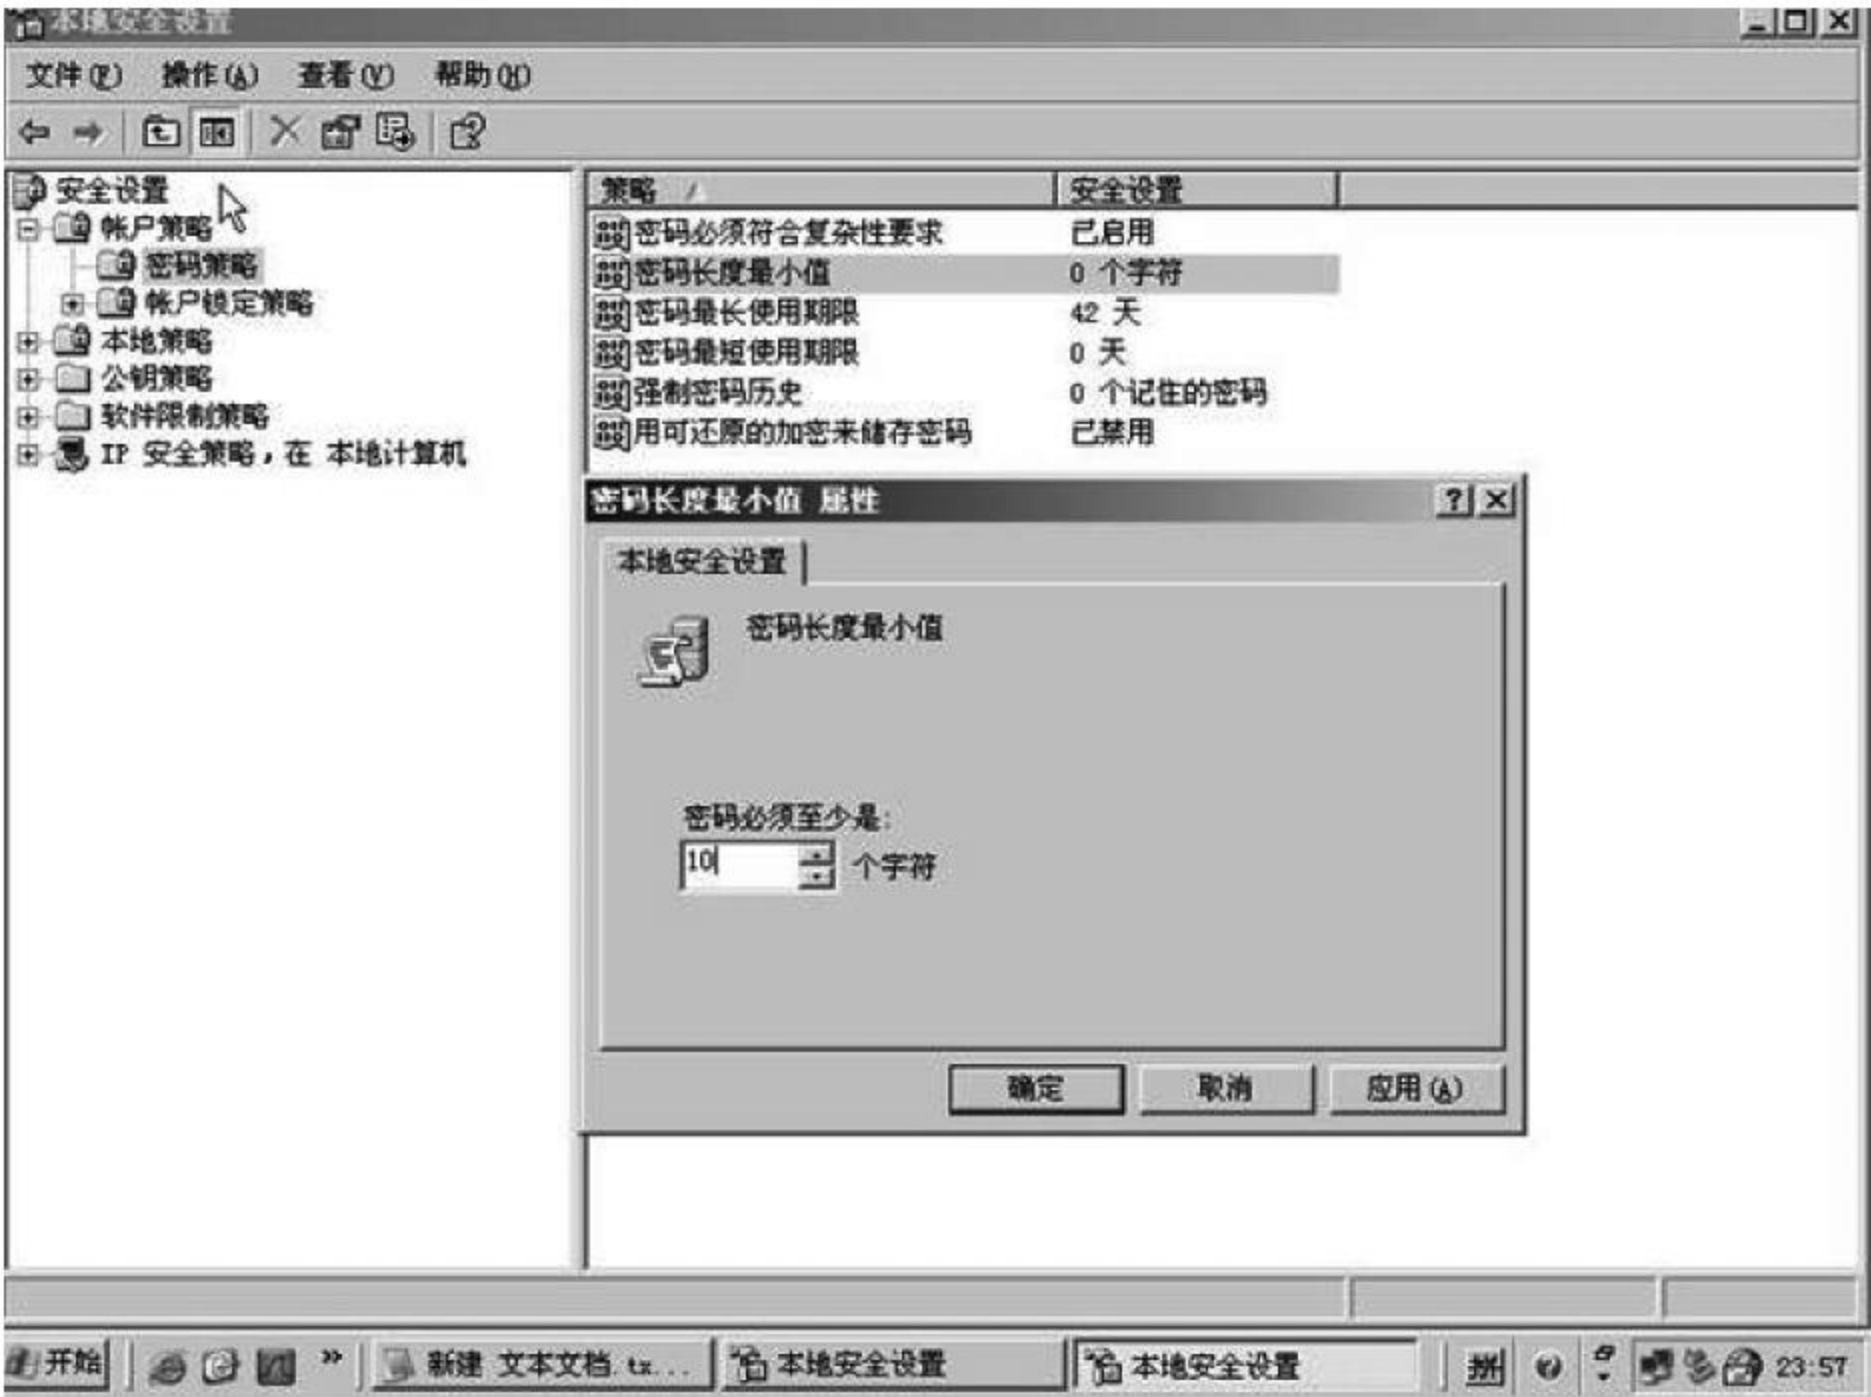 本地安全设置
文件(F) 操作(A) 查看(V) 帮助(H)
安全设置
帐户策略
密码策略
帐户锁定策略
本地策略
公钥策略
软件限制策略
IP 安全策略，在 本地计算机
策略 安全设置
密码必须符合复杂性要求 已启用
密码长度最小值 0 个字符
密码最长使用期限 42 天
密码最短使用期限 0 天
强制密码历史 0 个记住的密码
用可还原的加密来储存密码 已禁用
密码长度最小值 属性
本地安全设置
密码长度最小值
密码必须至少是:
10 个字符
确定 取消 应用(A)
开始 » 新建 文本文档.tx... 本地安全设置 本地安全设置 拼 23:57